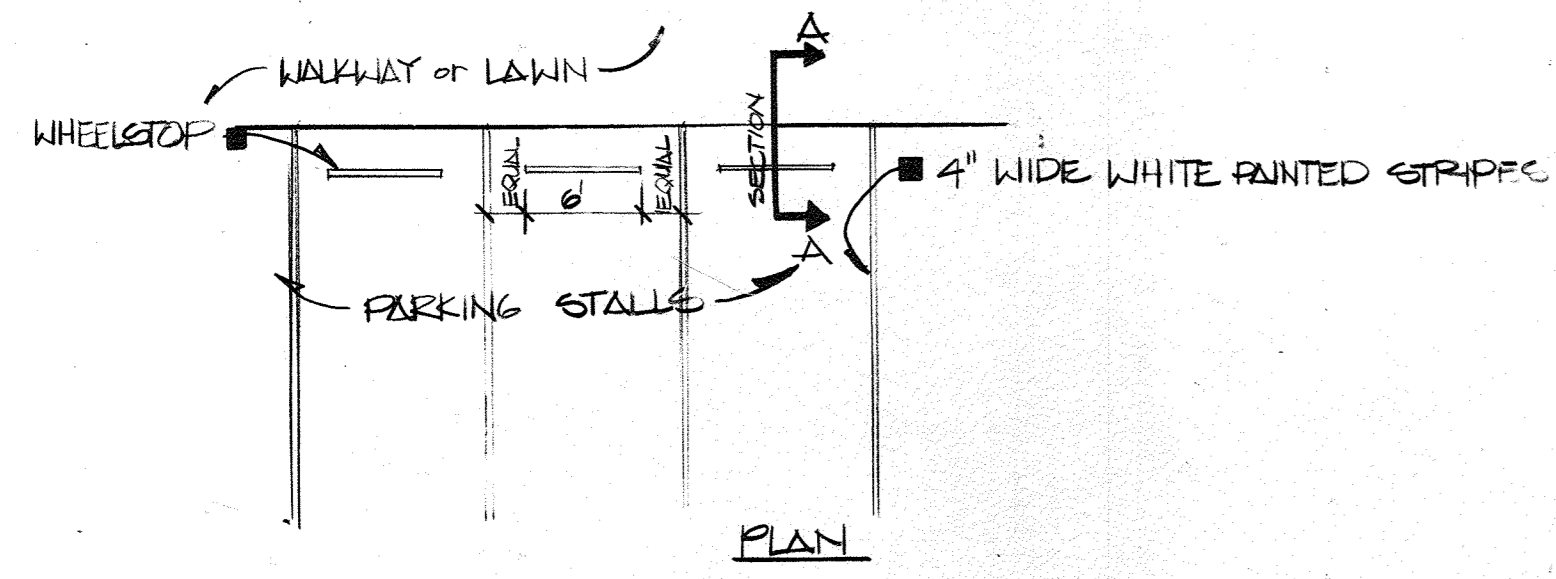 A
WALKWAY or LAWN
WHEELSTOP
SECTION
EQUAL
EQUAL
6'
4" WIDE WHITE PAINTED STRIPES
A
PARKING STALLS
PLAN